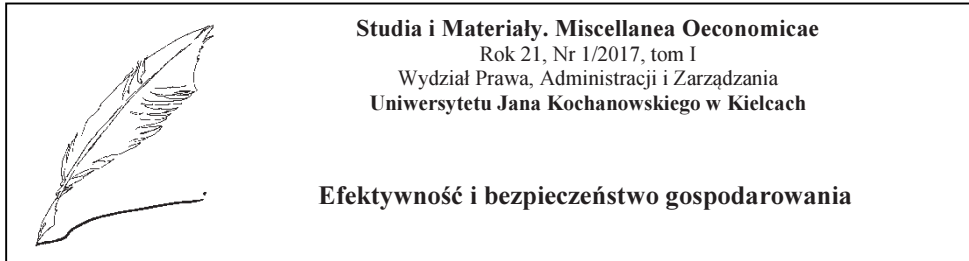 Studia i Materiały. Miscellanea Oeconomicae
Rok 21, Nr 1/2017, tom I
Wydział Prawa, Administracji i Zarządzania
Uniwersytetu Jana Kochanowskiego w Kielcach
Efektywność i bezpieczeństwo gospodarowania